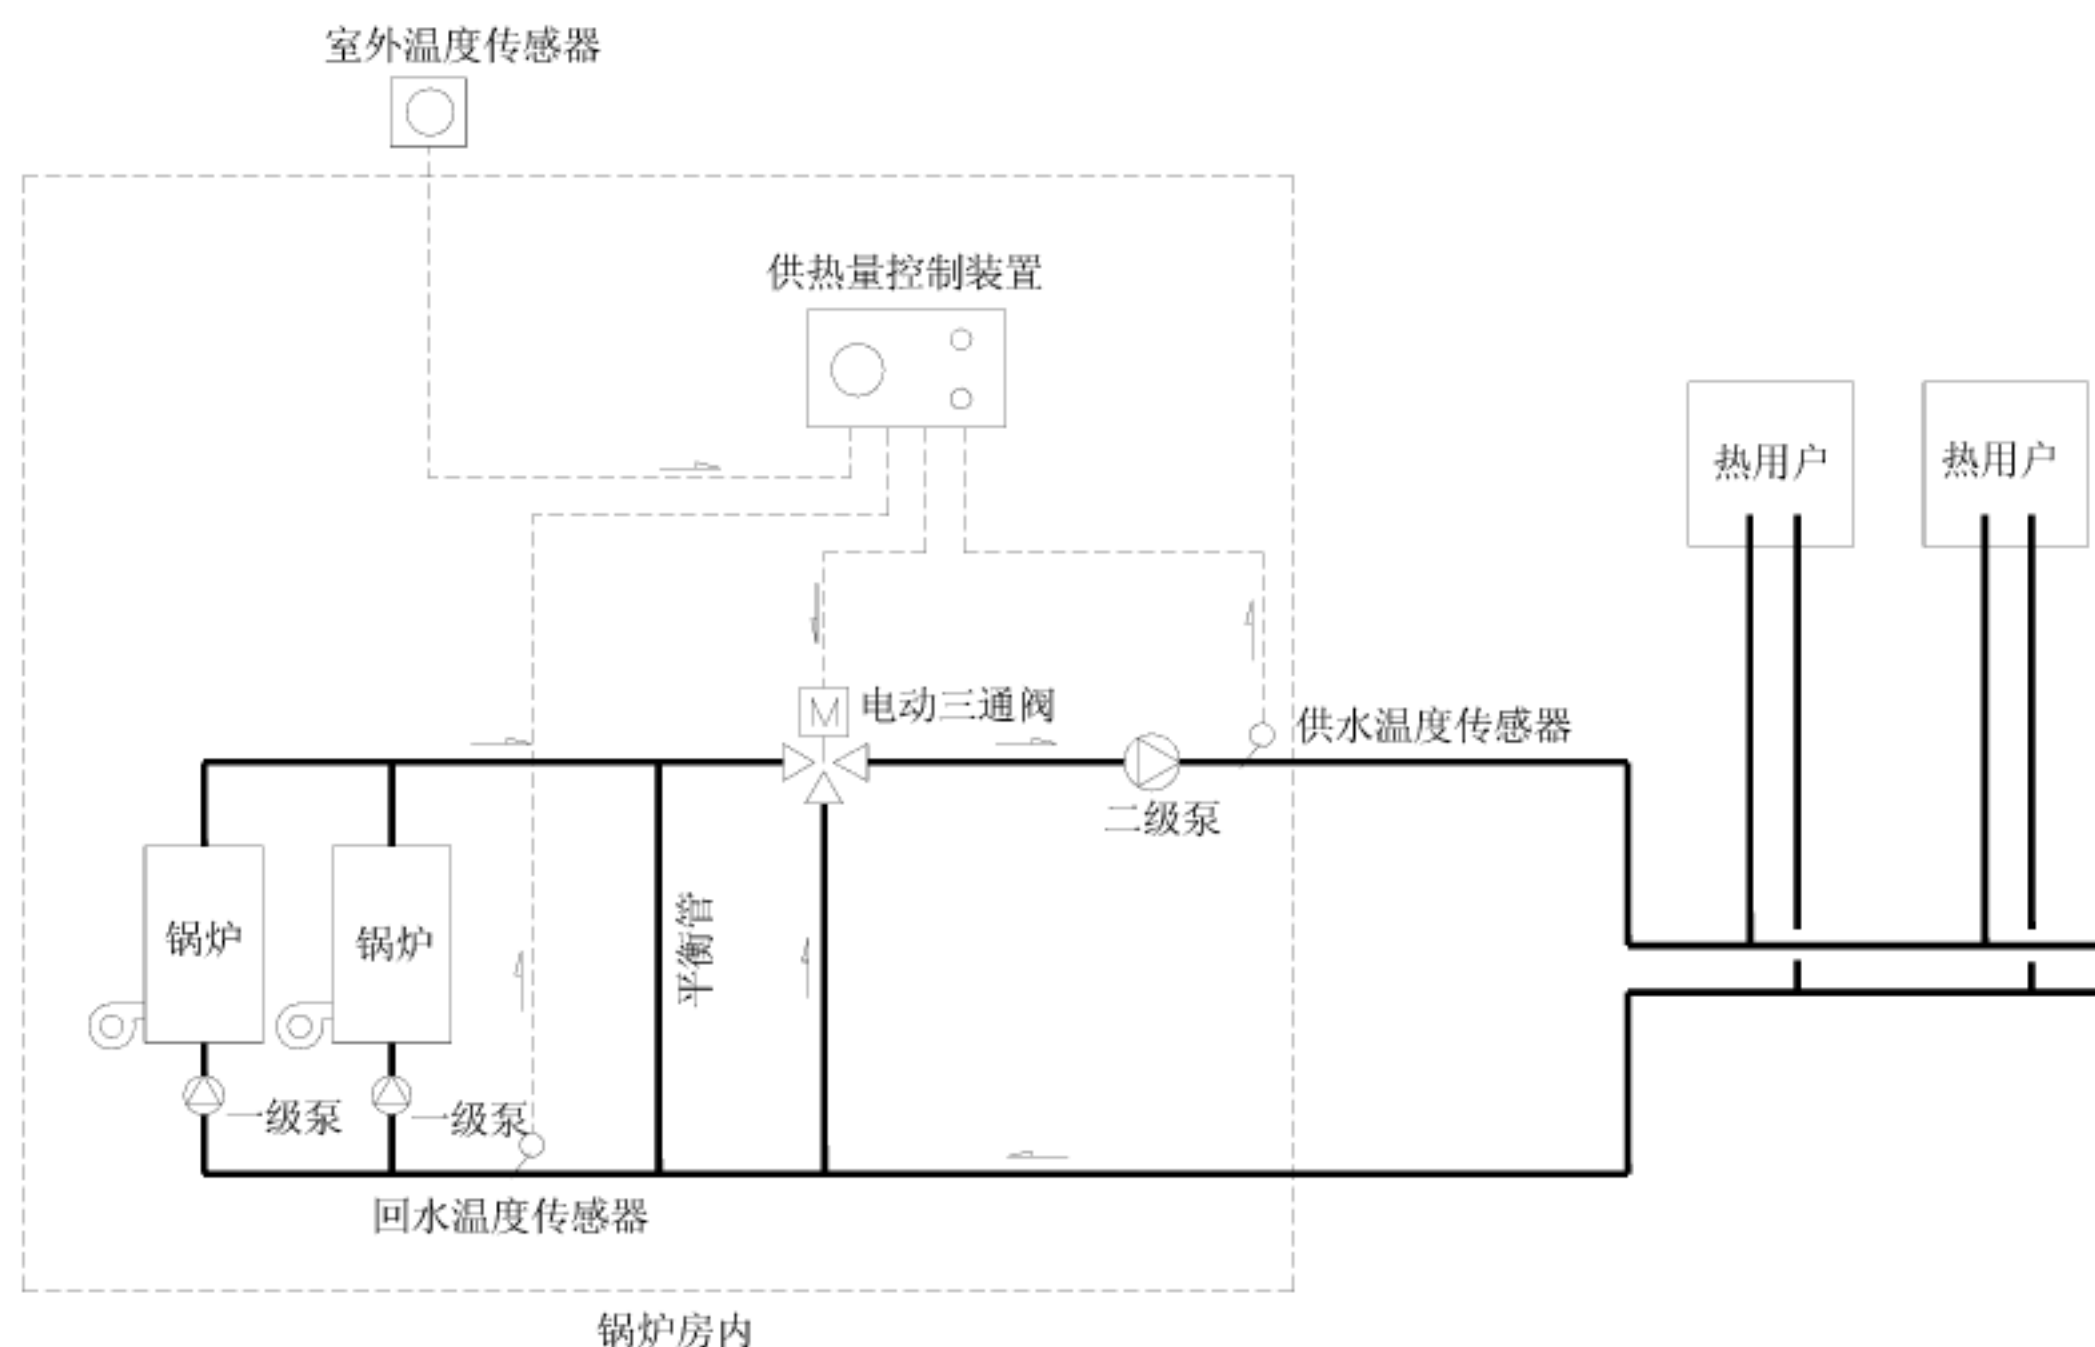 室外温度传感器
供热量控制装置
热用户
热用户
M
电动三通阀
供水温度传感器
二级泵
平衡管
锅炉
锅炉
一级泵
一级泵
回水温度传感器
锅炉房内